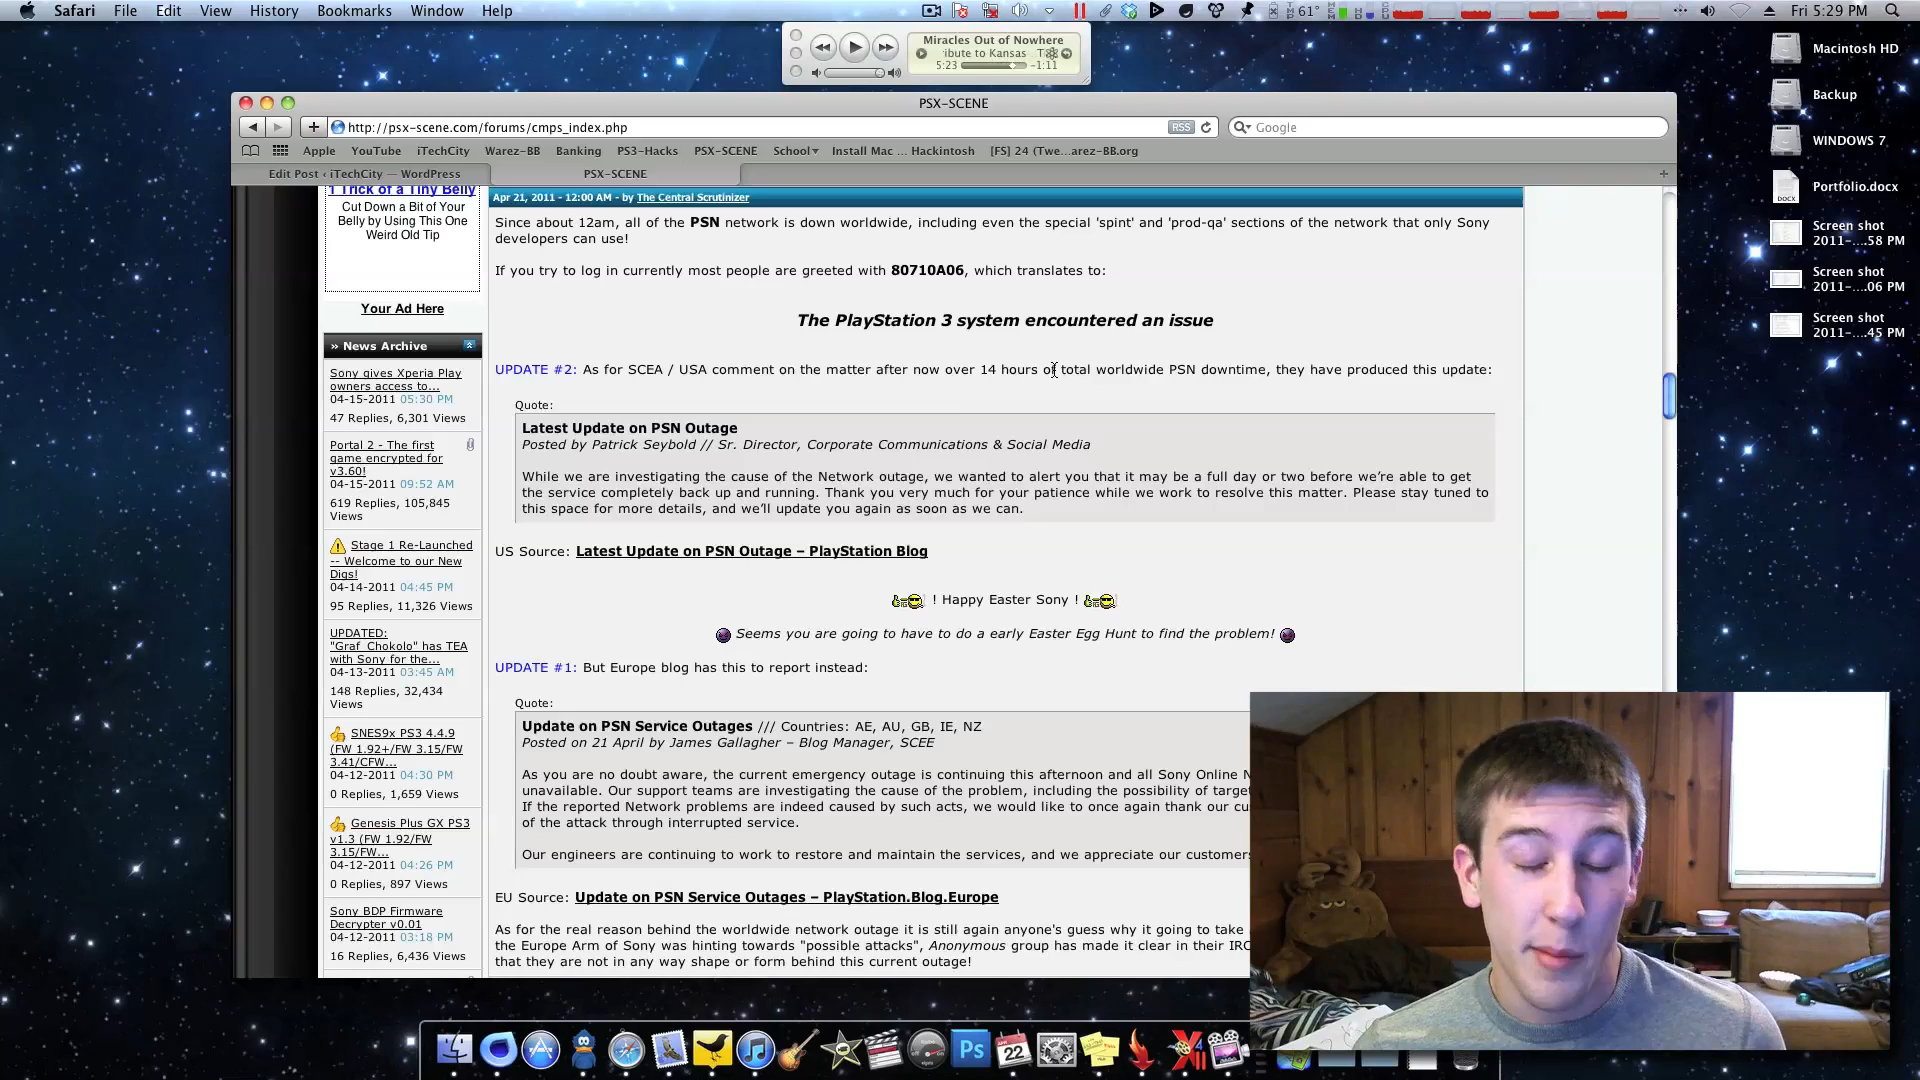 Safari File Edit View History Bookmarks Window Help 61° Fri 5:29 PM
Miracles Out of Nowhere
ibute to Kansas
5:23 -1:11
Macintosh HD
Backup
WINDOWS 7
Portfolio.docx
Screen shot
2011-....58 PM
Screen shot
2011-....06 PM
Screen shot
2011-....45 PM
PSX-SCENE
http://psx-scene.com/forums/cmps_index.php RSS Google
Apple YouTube iTechCity Warez-BB Banking PS3-Hacks PSX-SCENE School Install Mac ... Hackintosh [FS] 24 (Twe...arez-BB.org
Edit Post ‹ iTechCity — WordPress PSX-SCENE
1 Trick of a Tiny Belly
Cut Down a Bit of Your
Belly by Using This One
Weird Old Tip
Your Ad Here
» News Archive
Sony gives Xperia Play
owners access to...
04-15-2011 05:30 PM
47 Replies, 6,301 Views
Portal 2 - The first
game encrypted for
v3.60!
04-15-2011 09:52 AM
619 Replies, 105,845
Views
Stage 1 Re-Launched
-- Welcome to our New
Digs!
04-14-2011 04:45 PM
95 Replies, 11,326 Views
UPDATED:
"Graf_Chokolo" has TEA
with Sony for the...
04-13-2011 03:45 AM
148 Replies, 32,434
Views
SNES9x PS3 4.4.9
(FW 1.92+/FW 3.15/FW
3.41/CFW...
04-12-2011 04:30 PM
0 Replies, 1,659 Views
Genesis Plus GX PS3
v1.3 (FW 1.92/FW
3.15/FW...
04-12-2011 04:26 PM
0 Replies, 897 Views
Sony BDP Firmware
Decrypter v0.01
04-12-2011 03:18 PM
16 Replies, 6,436 Views
Apr 21, 2011 - 12:00 AM - by The Central Scrutinizer
Since about 12am, all of the PSN network is down worldwide, including even the special 'spint' and 'prod-qa' sections of the network that only Sony
developers can use!
If you try to log in currently most people are greeted with 80710A06, which translates to:
The PlayStation 3 system encountered an issue
UPDATE #2: As for SCEA / USA comment on the matter after now over 14 hours of total worldwide PSN downtime, they have produced this update:
Quote:
Latest Update on PSN Outage
Posted by Patrick Seybold // Sr. Director, Corporate Communications & Social Media
While we are investigating the cause of the Network outage, we wanted to alert you that it may be a full day or two before we're able to get
the service completely back up and running. Thank you very much for your patience while we work to resolve this matter. Please stay tuned to
this space for more details, and we'll update you again as soon as we can.
US Source: Latest Update on PSN Outage – PlayStation Blog
! Happy Easter Sony !
Seems you are going to have to do a early Easter Egg Hunt to find the problem!
UPDATE #1: But Europe blog has this to report instead:
Quote:
Update on PSN Service Outages /// Countries: AE, AU, GB, IE, NZ
Posted on 21 April by James Gallagher – Blog Manager, SCEE
As you are no doubt aware, the current emergency outage is continuing this afternoon and all Sony Online N
unavailable. Our support teams are investigating the cause of the problem, including the possibility of target
If the reported Network problems are indeed caused by such acts, we would like to once again thank our cus
of the attack through interrupted service.
Our engineers are continuing to work to restore and maintain the services, and we appreciate our customers
EU Source: Update on PSN Service Outages – PlayStation.Blog.Europe
As for the real reason behind the worldwide network outage it is still again anyone's guess why it going to take
the Europe Arm of Sony was hinting towards "possible attacks", Anonymous group has made it clear in their IRC
that they are not in any way shape or form behind this current outage!
Ps
22